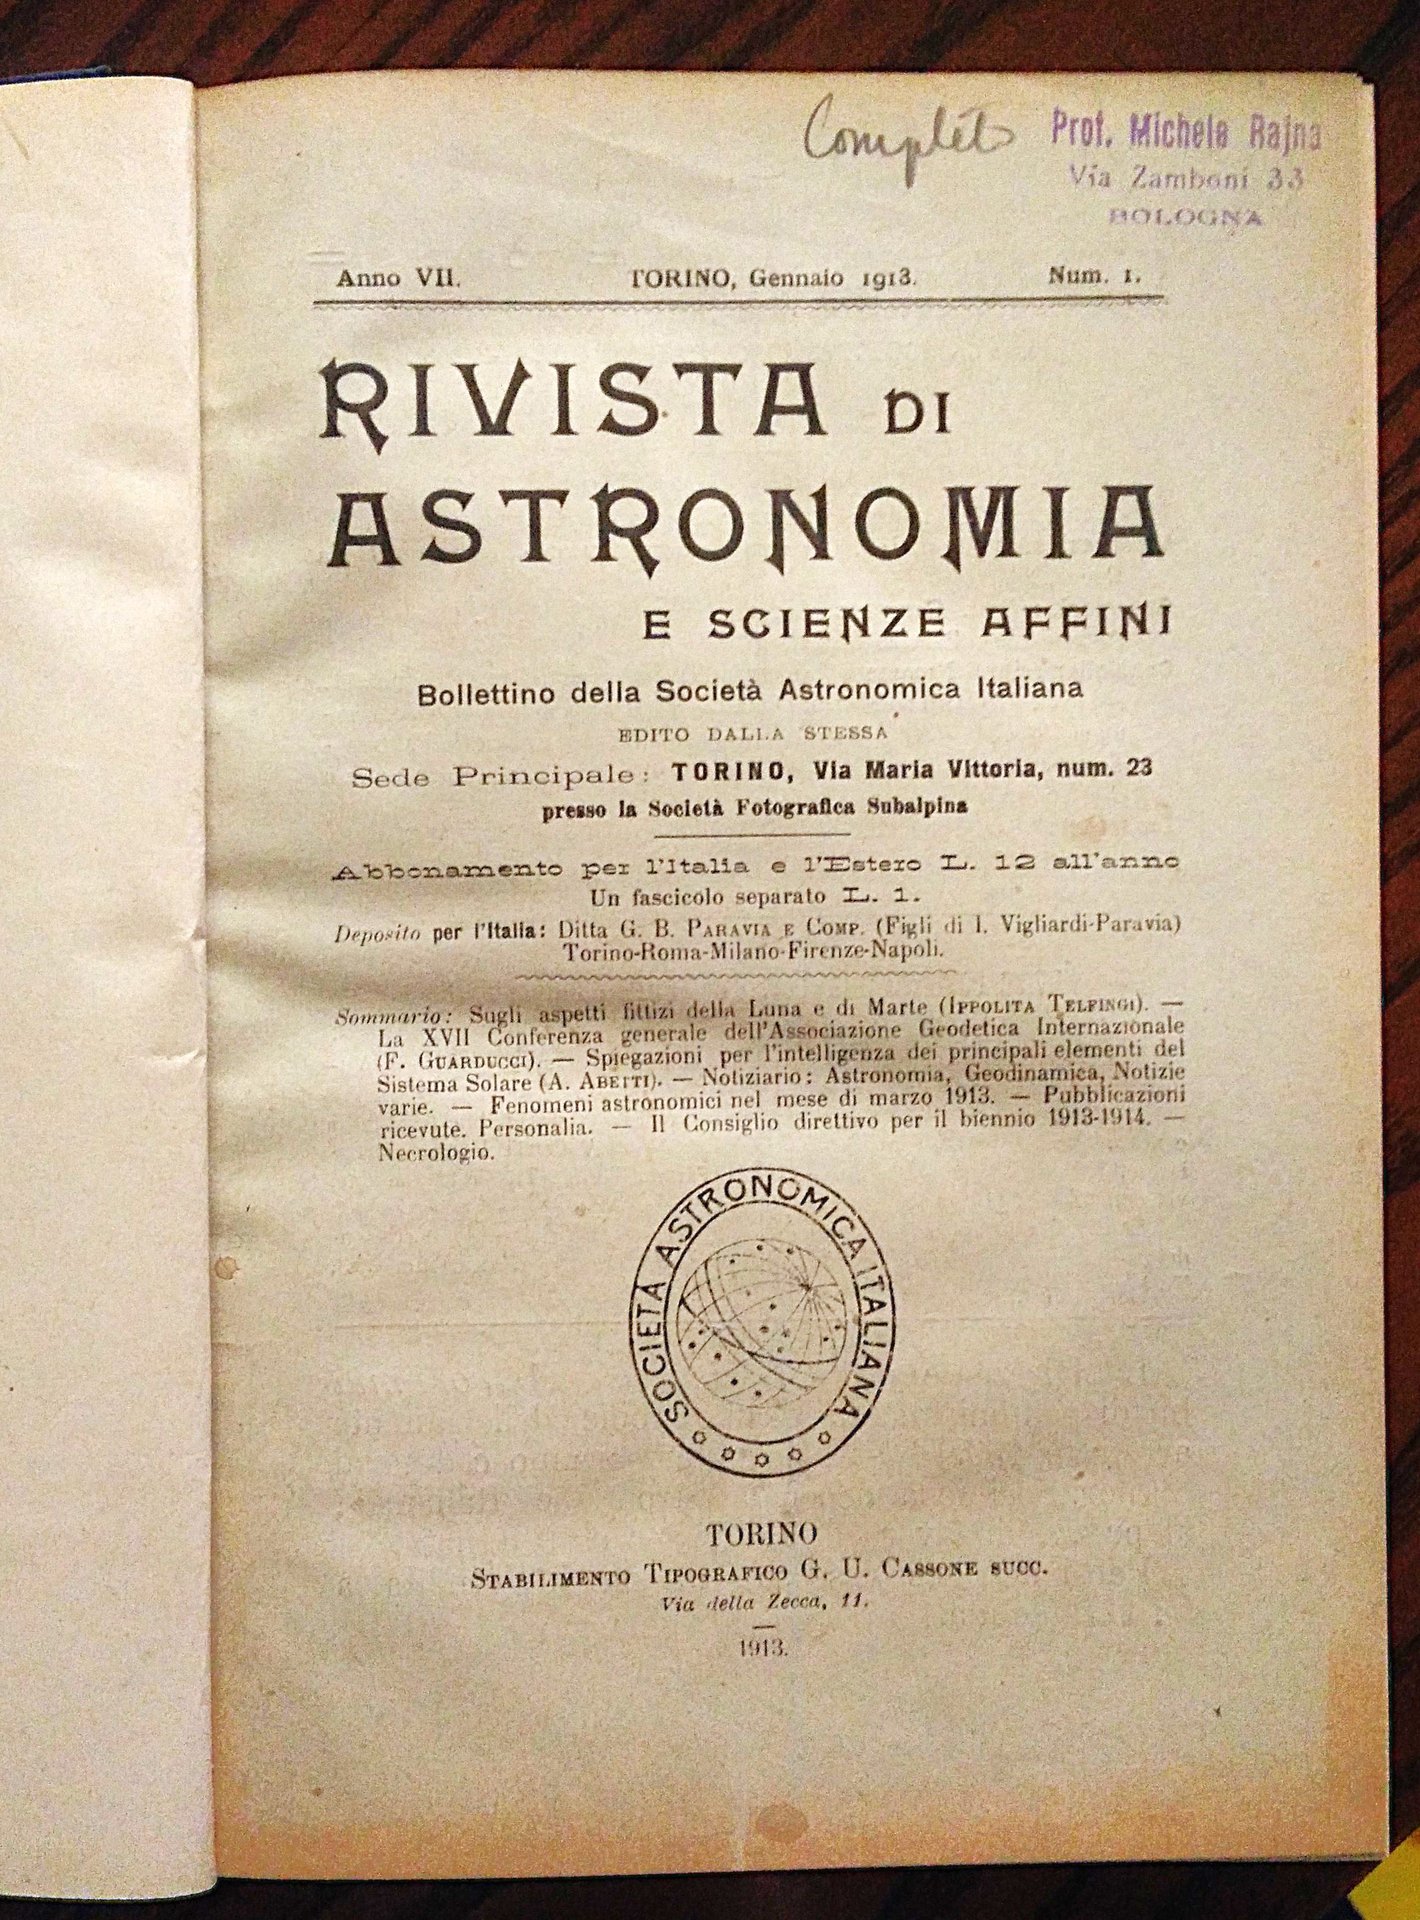 Complèt
Prof. Michele Rajna
Via Zamboni 33
BOLOGNA
Anno VII. TORINO, Gennaio 1913. Num. 1.
RIVISTA DI
ASTRONOMIA
E SCIENZE AFFINI
Bollettino della Società Astronomica Italiana
EDITO DALLA STESSA
Sede Principale: TORINO, Via Maria Vittoria, num. 23
presso la Società Fotografica Subalpina
Abbonamento per l'Italia e l'Estero L. 12 all'anno
Un fascicolo separato L. 1.
Deposito per l'Italia: Ditta G. B. PARAVIA E COMP. (Figli di I. Vigliardi-Paravia)
Torino-Roma-Milano-Firenze-Napoli.
Sommario: Sugli aspetti fittizi della Luna e di Marte (IPPOLITA TELFINGI). —
La XVII Conferenza generale dell'Associazione Geodetica Internazionale
(F. GUARDUCCI). — Spiegazioni per l'intelligenza dei principali elementi del
Sistema Solare (A. ABETTI). — Notiziario: Astronomia, Geodinamica, Notizie
varie. — Fenomeni astronomici nel mese di marzo 1913. — Pubblicazioni
ricevute. Personalia. — Il Consiglio direttivo per il biennio 1913-1914. —
Necrologio.
SOCIETÀ ASTRONOMICA ITALIANA
TORINO
STABILIMENTO TIPOGRAFICO G. U. CASSONE SUCC.
Via della Zecca, 11.
1913.